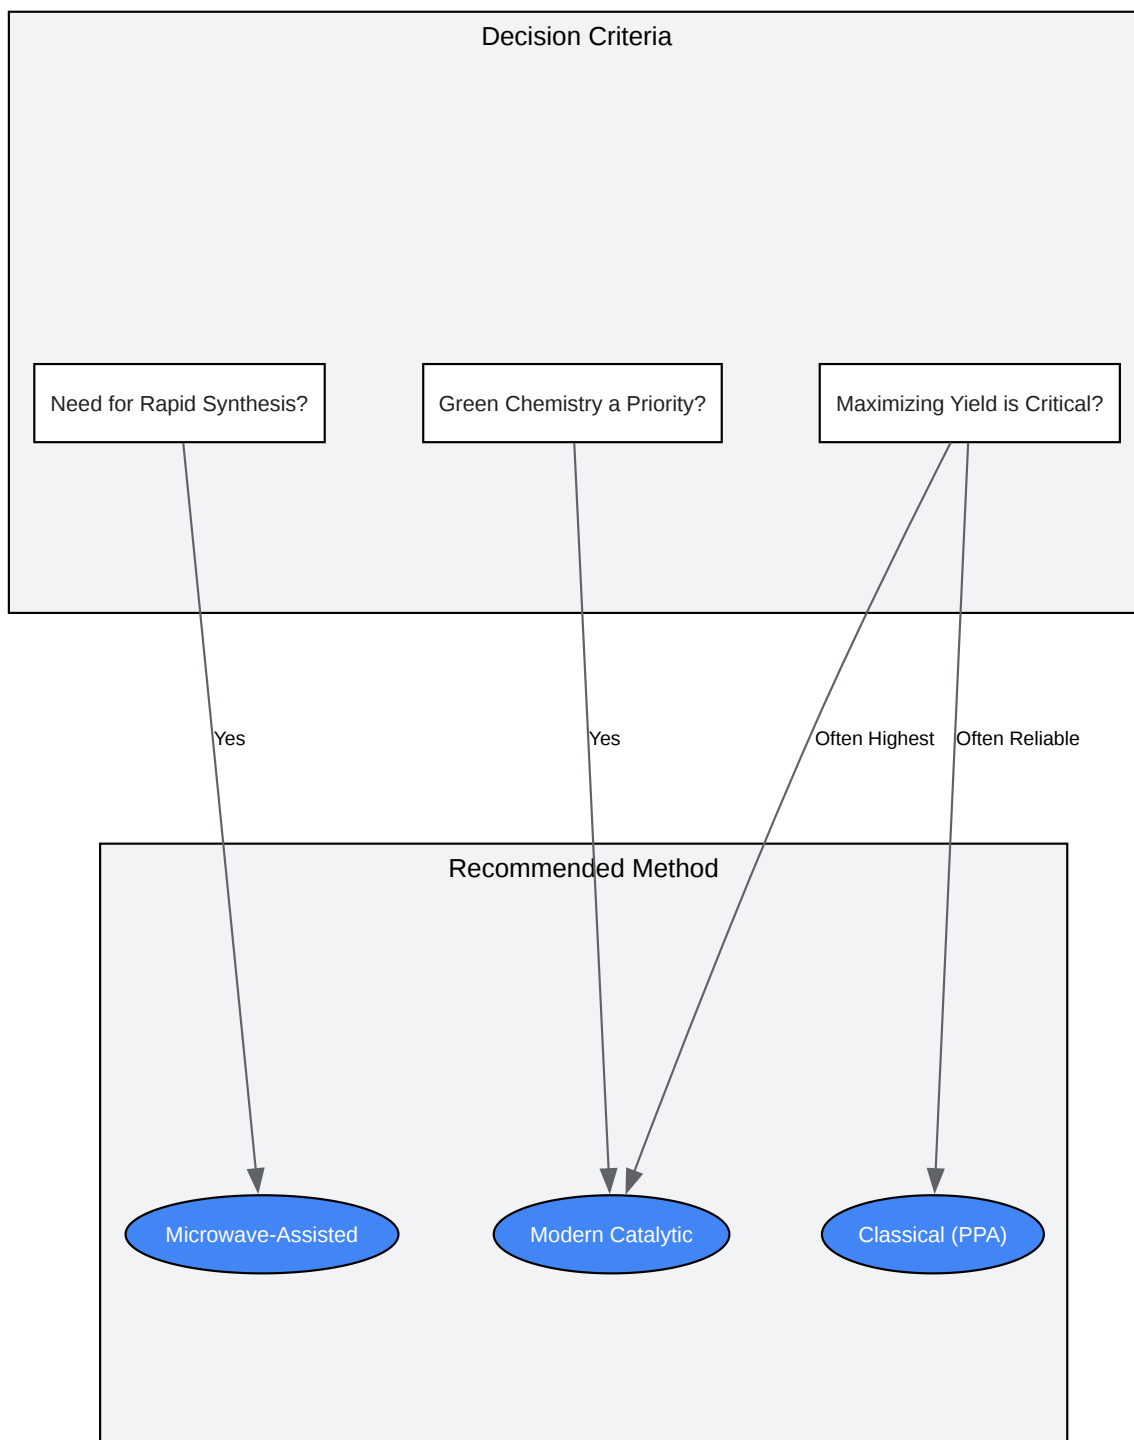 Decision Criteria
Need for Rapid Synthesis?
Green Chemistry a Priority?
Maximizing Yield is Critical?
Yes
Yes
Often Highest
Often Reliable
Recommended Method
Microwave-Assisted
Modern Catalytic
Classical (PPA)